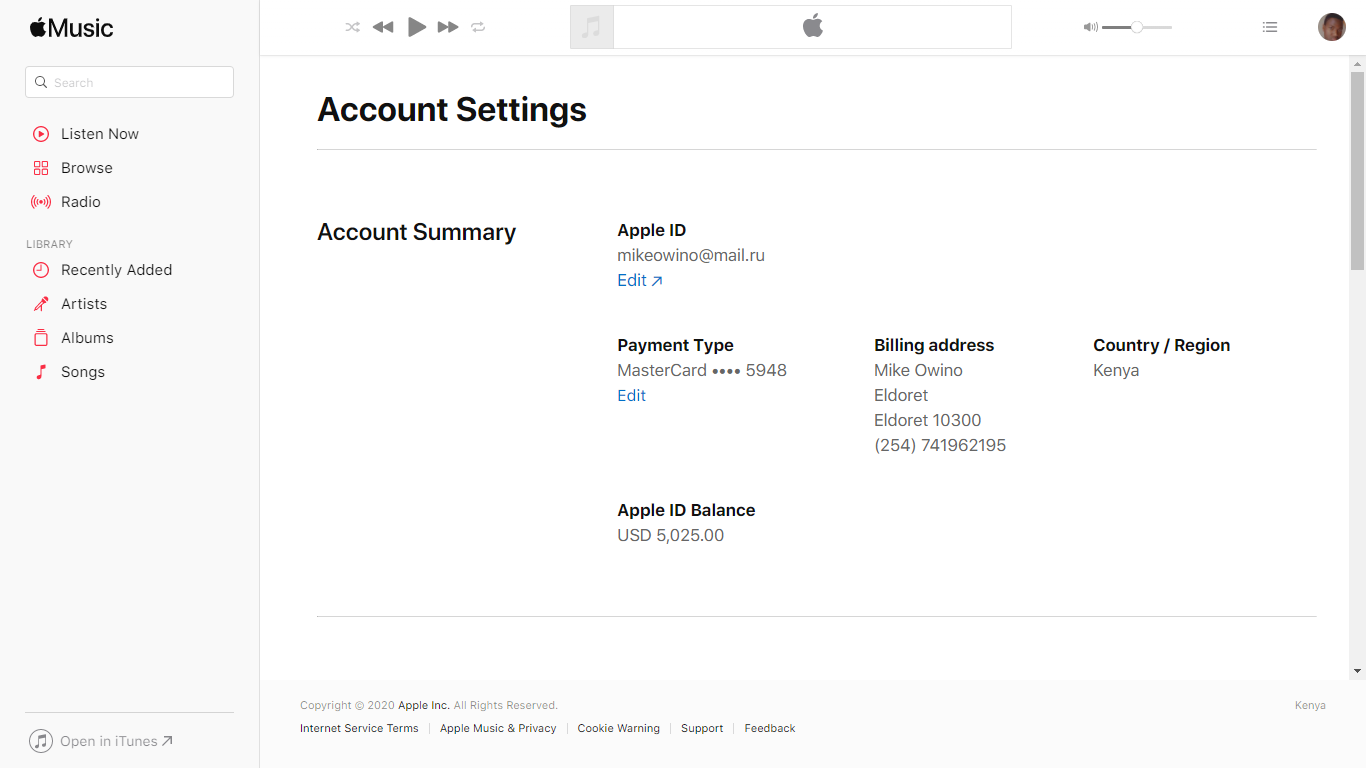 Music
Search
Listen Now
Browse
Radio
LIBRARY
Recently Added
Artists
Albums
Songs
Open in iTunes
Account Settings
Account Summary
Apple ID
mikeowino@mail.ru
Edit
Payment Type
MasterCard •••• 5948
Edit
Billing address
Mike Owino
Eldoret
Eldoret 10300
(254) 741962195
Country / Region
Kenya
Apple ID Balance
USD 5,025.00
Copyright © 2020 Apple Inc. All Rights Reserved.
Kenya
Internet Service Terms | Apple Music & Privacy | Cookie Warning | Support | Feedback